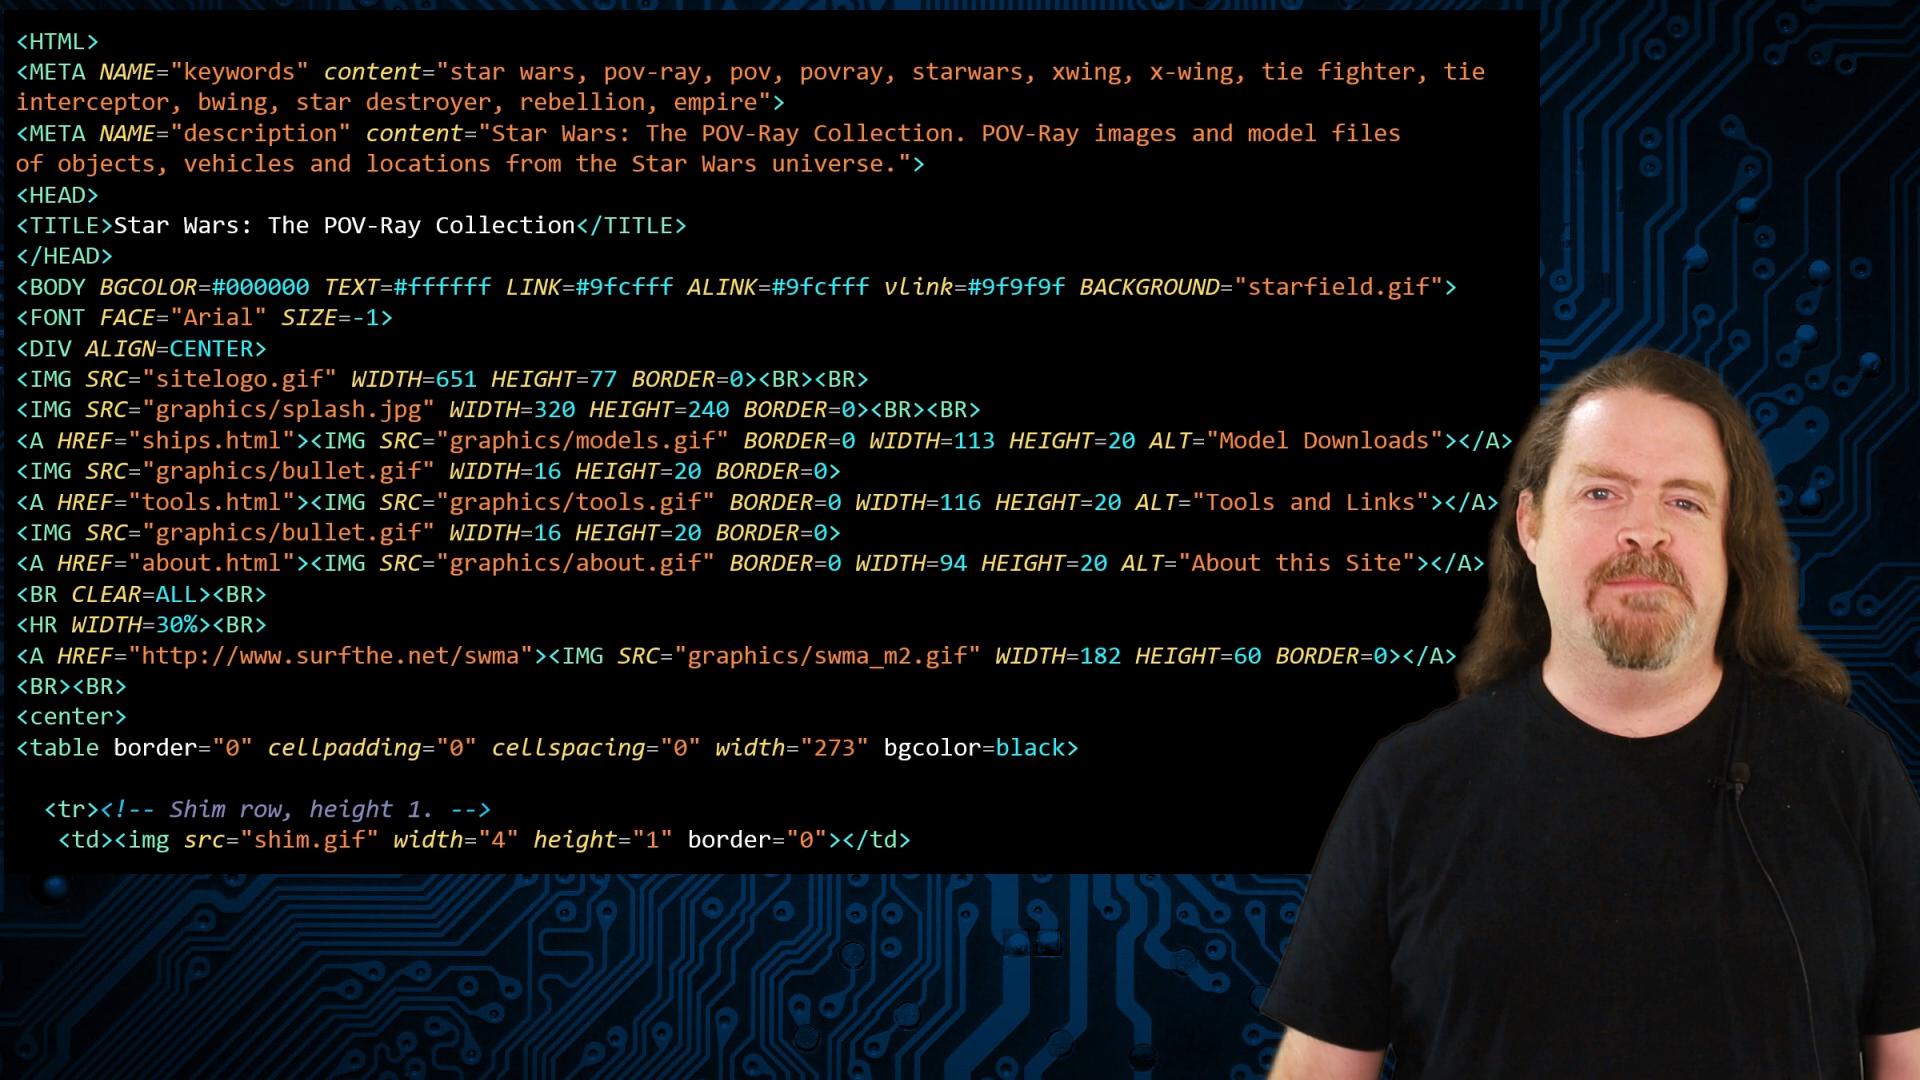 <HTML>
<META NAME="keywords" content="star wars, pov-ray, pov, povray, starwars, xwing, x-wing, tie fighter, tie
interceptor, bwing, star destroyer, rebellion, empire">
<META NAME="description" content="Star Wars: The POV-Ray Collection. POV-Ray images and model files
of objects, vehicles and locations from the Star Wars universe.">
<HEAD>
<TITLE>Star Wars: The POV-Ray Collection</TITLE>
</HEAD>
<BODY BGCOLOR=#000000 TEXT=#ffffff LINK=#9fcfff ALINK=#9fcfff vlink=#9f9f9f BACKGROUND="starfield.gif">
<FONT FACE="Arial" SIZE=-1>
<DIV ALIGN=CENTER>
<IMG SRC="sitelogo.gif" WIDTH=651 HEIGHT=77 BORDER=0><BR><BR>
<IMG SRC="graphics/splash.jpg" WIDTH=320 HEIGHT=240 BORDER=0><BR><BR>
<A HREF="ships.html"><IMG SRC="graphics/models.gif" BORDER=0 WIDTH=113 HEIGHT=20 ALT="Model Downloads"></A>
<IMG SRC="graphics/bullet.gif" WIDTH=16 HEIGHT=20 BORDER=0>
<A HREF="tools.html"><IMG SRC="graphics/tools.gif" BORDER=0 WIDTH=116 HEIGHT=20 ALT="Tools and Links"></A>
<IMG SRC="graphics/bullet.gif" WIDTH=16 HEIGHT=20 BORDER=0>
<A HREF="about.html"><IMG SRC="graphics/about.gif" BORDER=0 WIDTH=94 HEIGHT=20 ALT="About this Site"></A>
<BR CLEAR=ALL><BR>
<HR WIDTH=30%><BR>
<A HREF="http://www.surfthe.net/swma"><IMG SRC="graphics/swma_m2.gif" WIDTH=182 HEIGHT=60 BORDER=0></A>
<BR><BR>
<center>
<table border="0" cellpadding="0" cellspacing="0" width="273" bgcolor=black>
<tr><!-- Shim row, height 1. -->
<td><img src="shim.gif" width="4" height="1" border="0"></td>